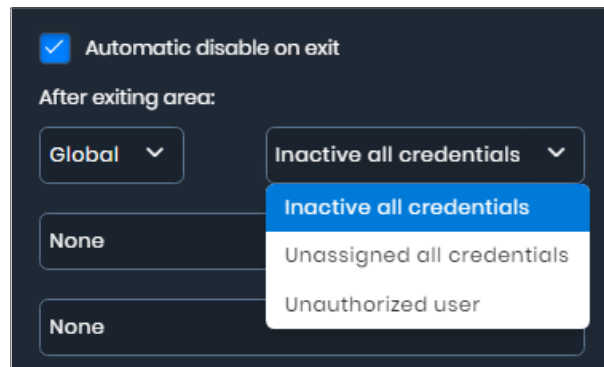 Automatic disable on exit
After exiting area:
Global
Inactive all credentials
Inactive all credentials
None
Unassigned all credentials
Unauthorized user
None